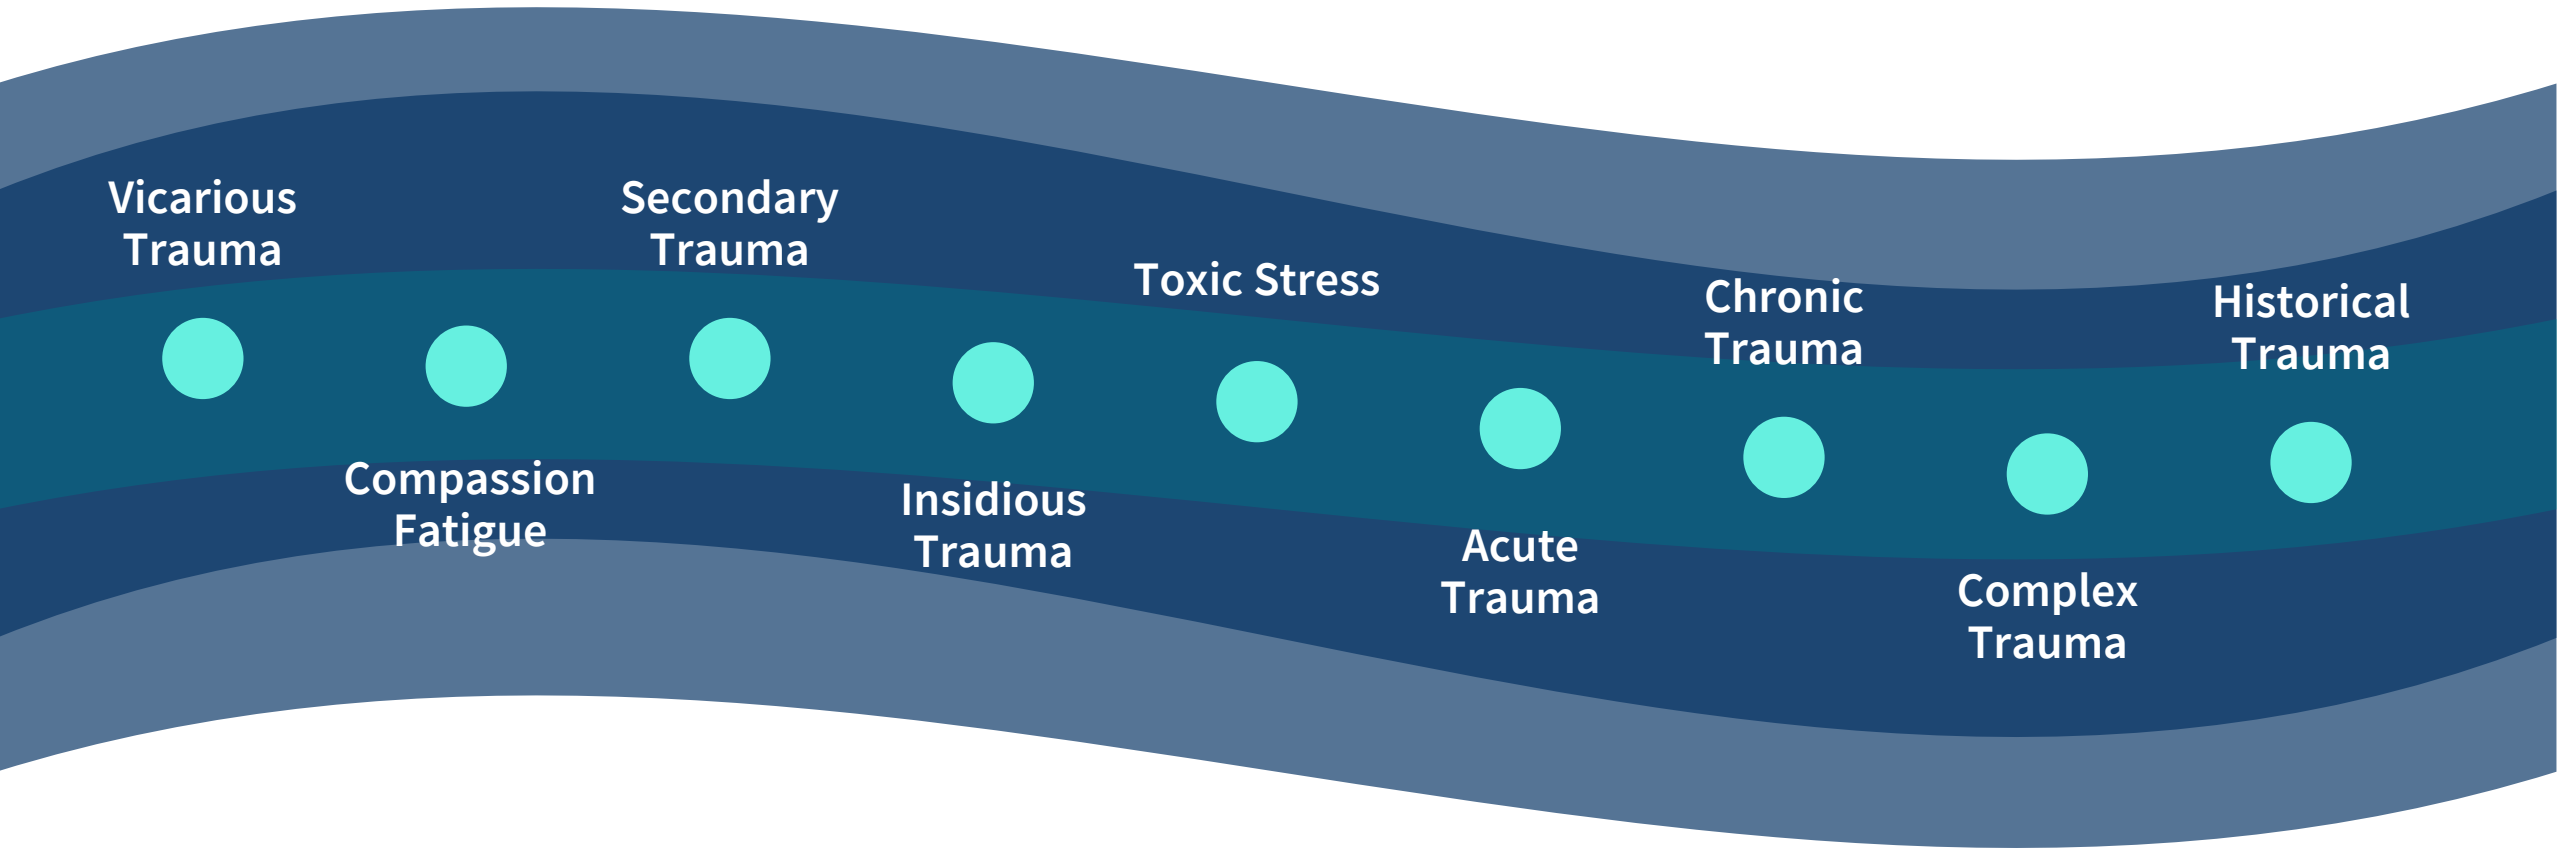 Vicarious
Trauma
Compassion
Fatigue
Secondary
Trauma
Insidious
Trauma
Toxic Stress
Acute
Trauma
Chronic
Trauma
Complex
Trauma
Historical
Trauma